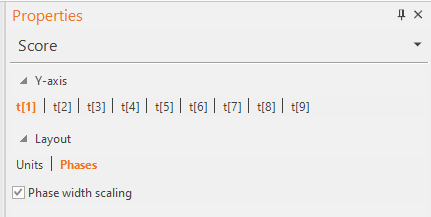 Properties
Score
Y-axis
t[1] | t[2] | t[3] | t[4] | t[5] | t[6] | t[7] | t[8] | t[9]
Layout
Units | Phases
Phase width scaling